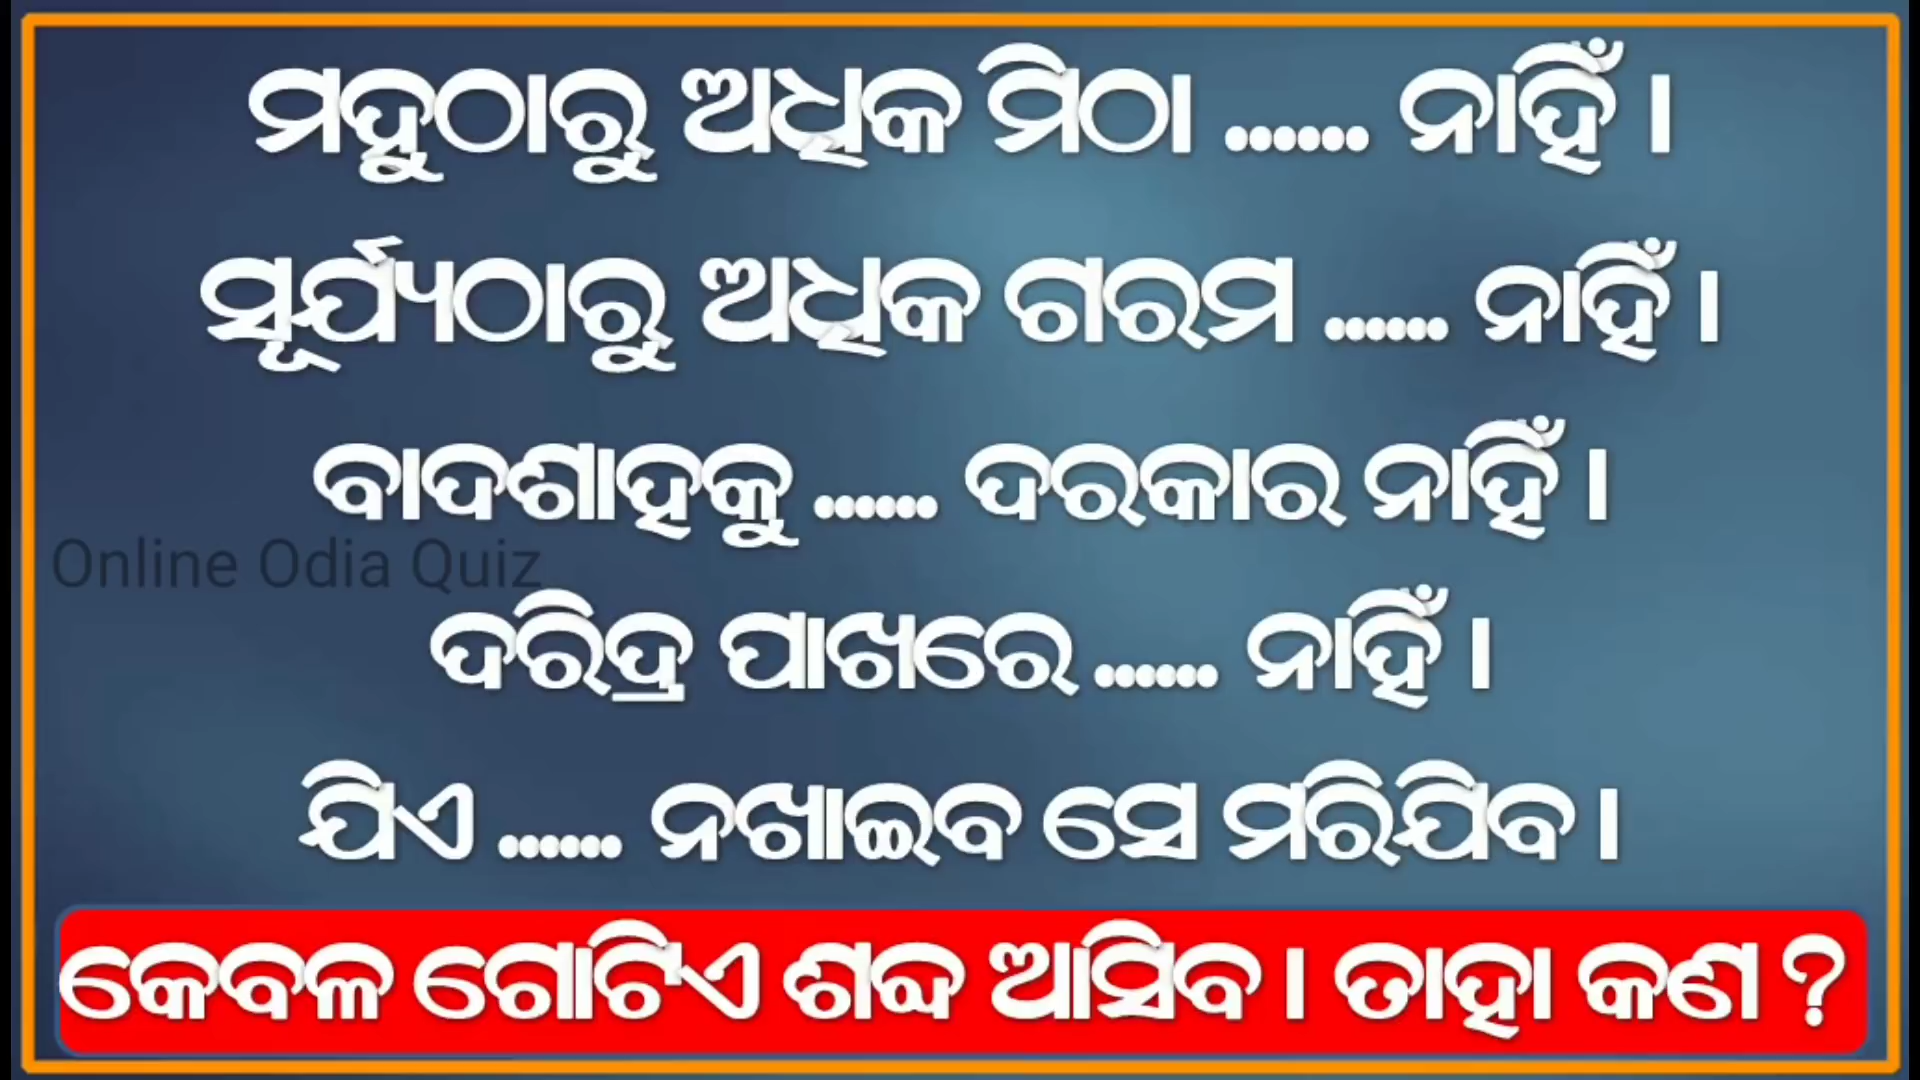 ମହୁଠାରୁ ଅଧିକ ମିଠା ...... ନାହିଁ ।
ସୂର୍ଯ୍ୟଠାରୁ ଅଧିକ ଗରମ ...... ନାହିଁ ।
ବାଦଶାହକୁ ...... ଦରକାର ନାହିଁ ।
Online Odia Quiz
ଦରିଦ୍ର ପାଖରେ ...... ନାହିଁ ।
ଯିଏ ...... ନଖାଇବ ସେ ମରିଯିବ ।
କେବଳ ଗୋଟିଏ ଶବ୍ଦ ଆସିବ । ତାହା କଣ ?